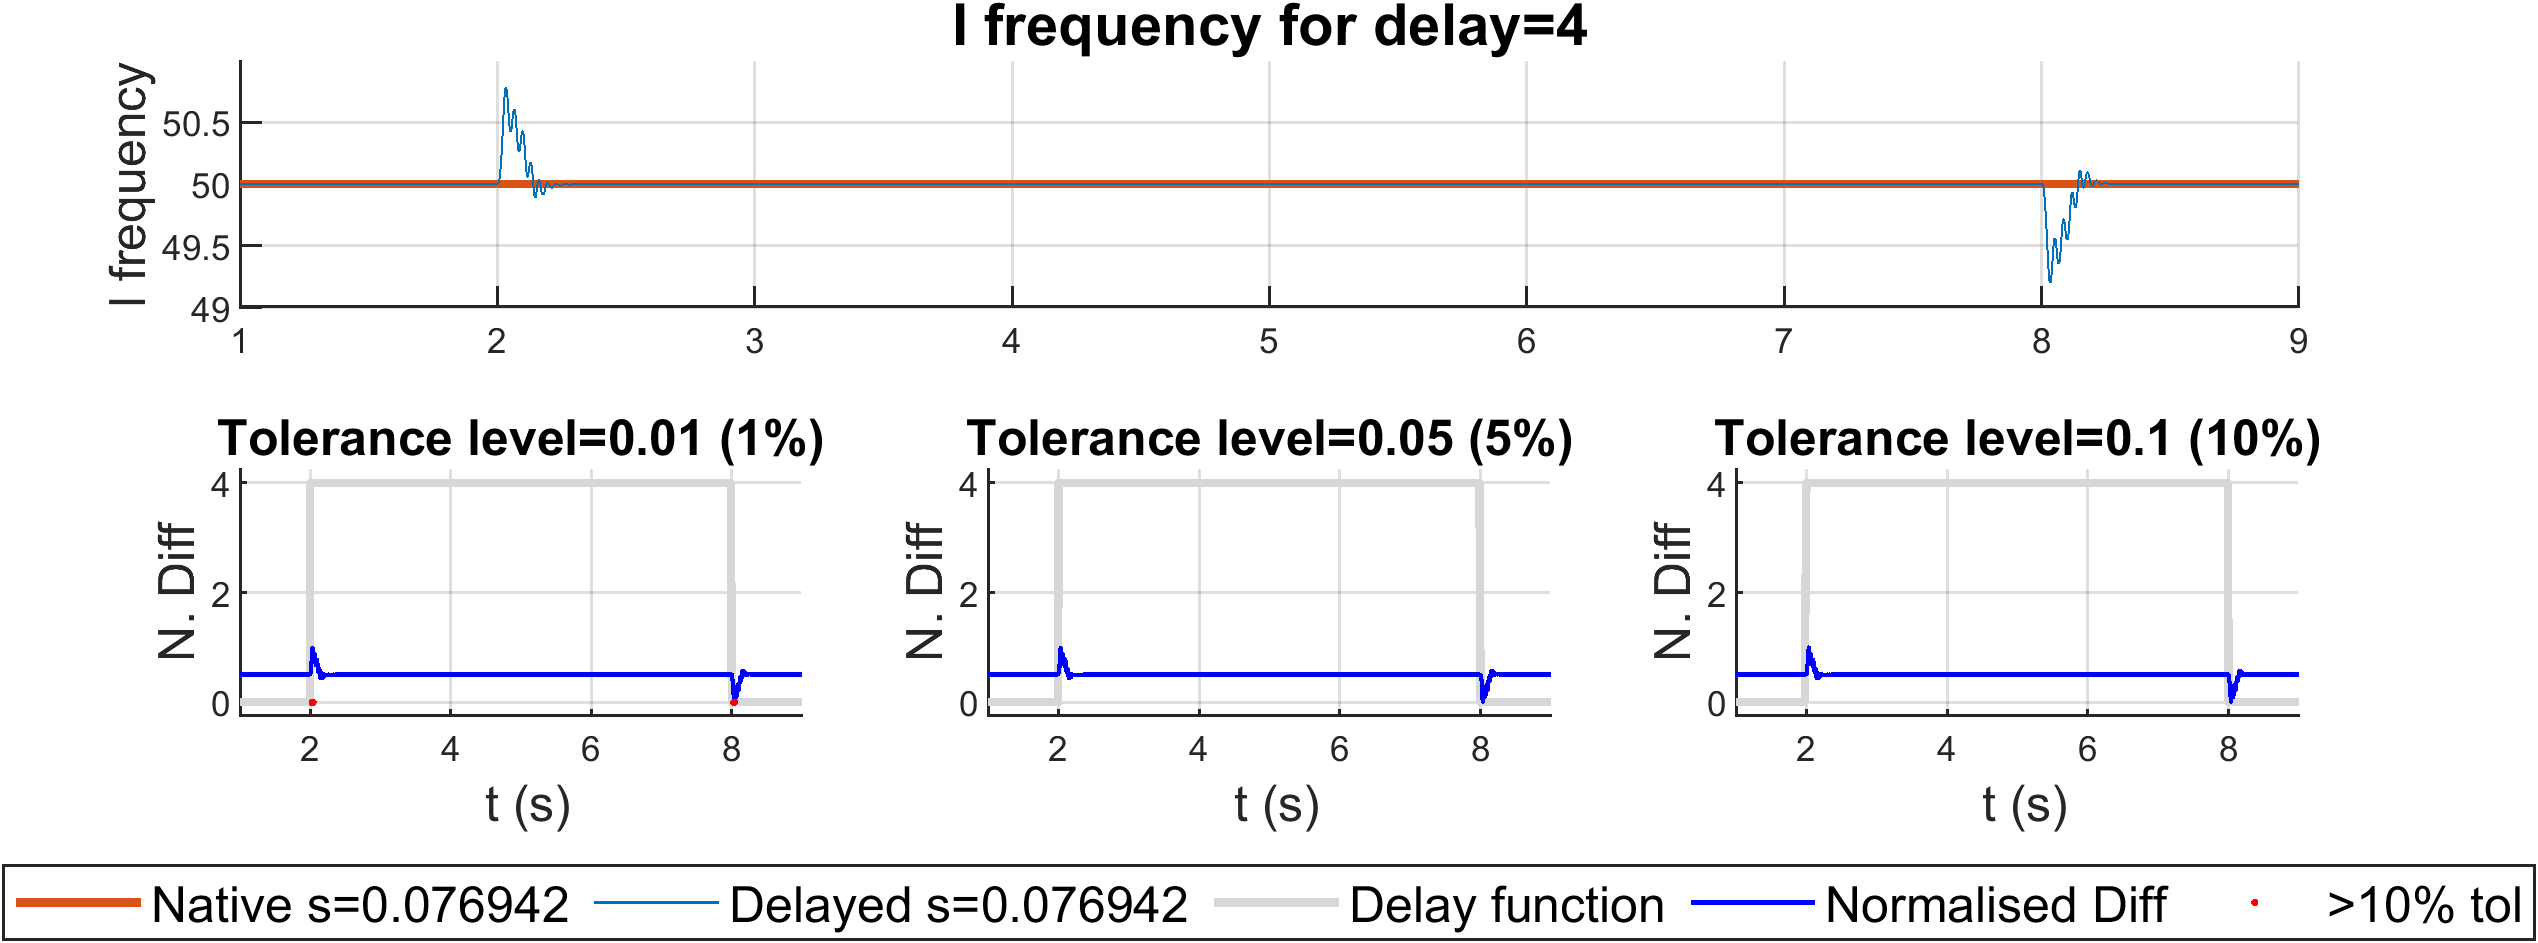 I frequency for delay=4
I frequency
50.5
50
49.5
49
1 2 3 4 5 6 7 8 9
Tolerance level=0.01 (1%)
N. Diff
4
2
0
2 4 6 8
t (s)
Tolerance level=0.05 (5%)
N. Diff
4
2
0
2 4 6 8
t (s)
Tolerance level=0.1 (10%)
N. Diff
4
2
0
2 4 6 8
t (s)
Native s=0.076942 Delayed s=0.076942 Delay function Normalised Diff >10% tol